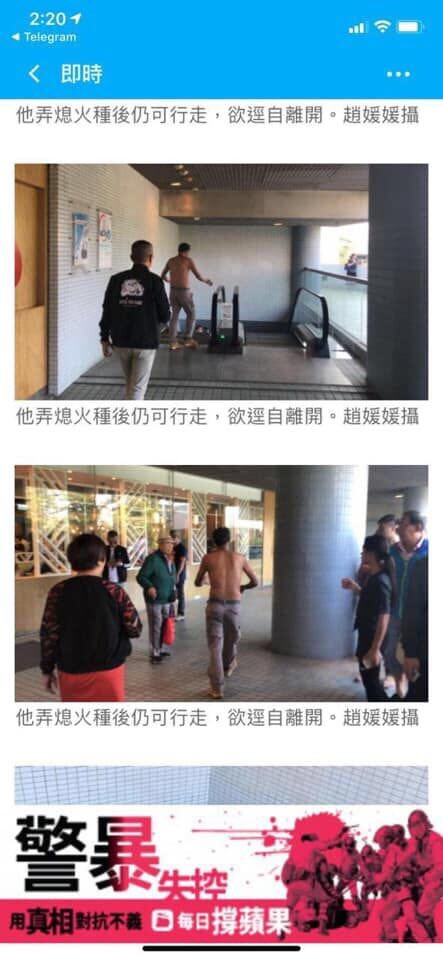 2:20
◀ Telegram
即時
他弄熄火種後仍可行走，欲逕自離開。趙媛媛攝
他弄熄火種後仍可行走，欲逕自離開。趙媛媛攝
他弄熄火種後仍可行走，欲逕自離開。趙媛媛攝
警暴
失控
用真相對抗不義 每日撐蘋果